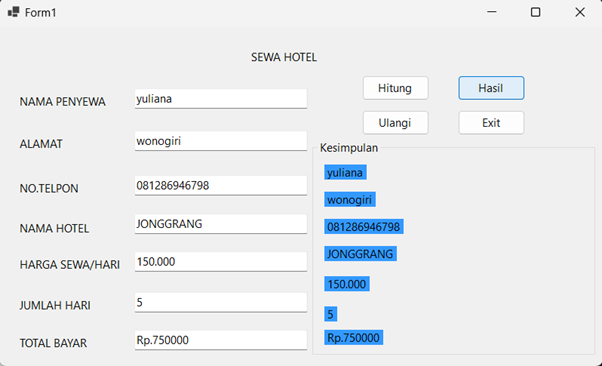 Form1
SEWA HOTEL
NAMA PENYEWA yuliana
ALAMAT wonogiri
NO.TELPON 081286946798
NAMA HOTEL JONGGRANG
HARGA SEWA/HARI 150.000
JUMLAH HARI 5
TOTAL BAYAR Rp.750000
Hitung Hasil
Ulangi Exit
Kesimpulan
yuliana
wonogiri
081286946798
JONGGRANG
150.000
5
Rp.750000